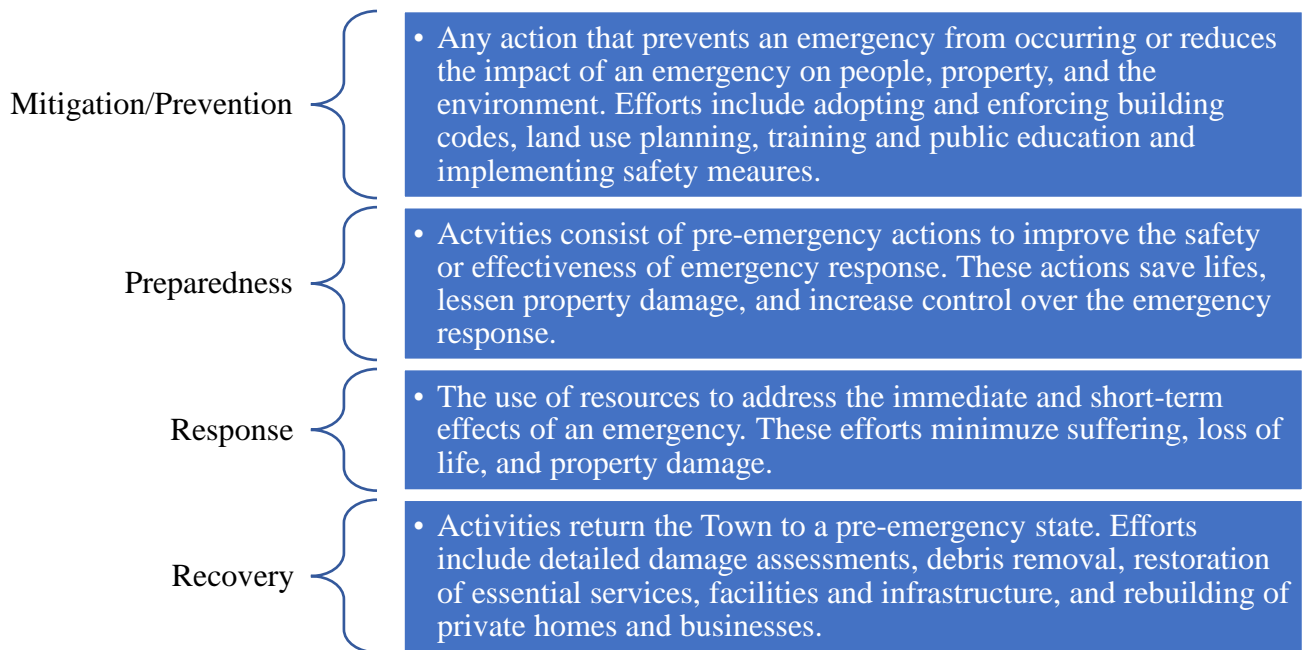 Mitigation/Prevention
• Any action that prevents an emergency from occurring or reduces
the impact of an emergency on people, property, and the
environment. Efforts include adopting and enforcing building
codes, land use planning, training and public education and
implementing safety meaures.
Preparedness
• Actvities consist of pre-emergency actions to improve the safety
or effectiveness of emergency response. These actions save lifes,
lessen property damage, and increase control over the emergency
response.
Response
• The use of resources to address the immediate and short-term
effects of an emergency. These efforts minimuze suffering, loss of
life, and property damage.
Recovery
• Activities return the Town to a pre-emergency state. Efforts
include detailed damage assessments, debris removal, restoration
of essential services, facilities and infrastructure, and rebuilding of
private homes and businesses.